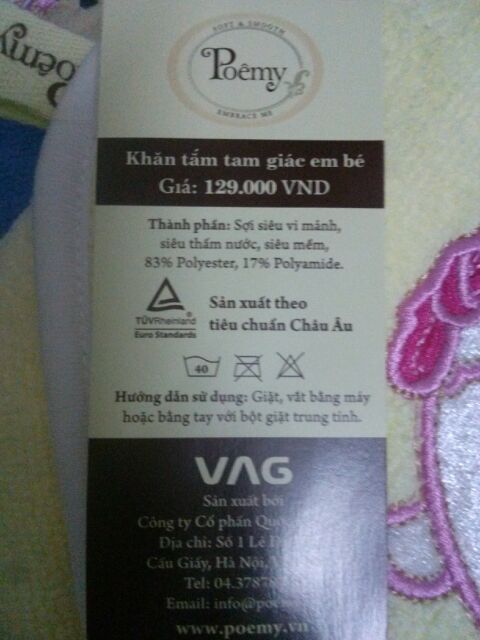 SOFT & SMOOTH
Poêmy
EMBRACE ME
Poêmy
Khăn tắm tam giác em bé
Giá: 129.000 VND
Thành phần: Sợi siêu vi mảnh,
siêu thấm nước, siêu mềm,
83% Polyester, 17% Polyamide.
TÜVRheinland
Euro Standards
Sản xuất theo
tiêu chuẩn Châu Âu
40
Hướng dẫn sử dụng: Giặt, vắt bằng máy
hoặc bằng tay với bột giặt trung tính.
VAG
Sản xuất bởi
Công ty Cổ phần
Địa chỉ: Số 1 Lê
Cầu Giấy, Hà Nội,
Tel: 04.3787
Email: info@
www.poemy.vn